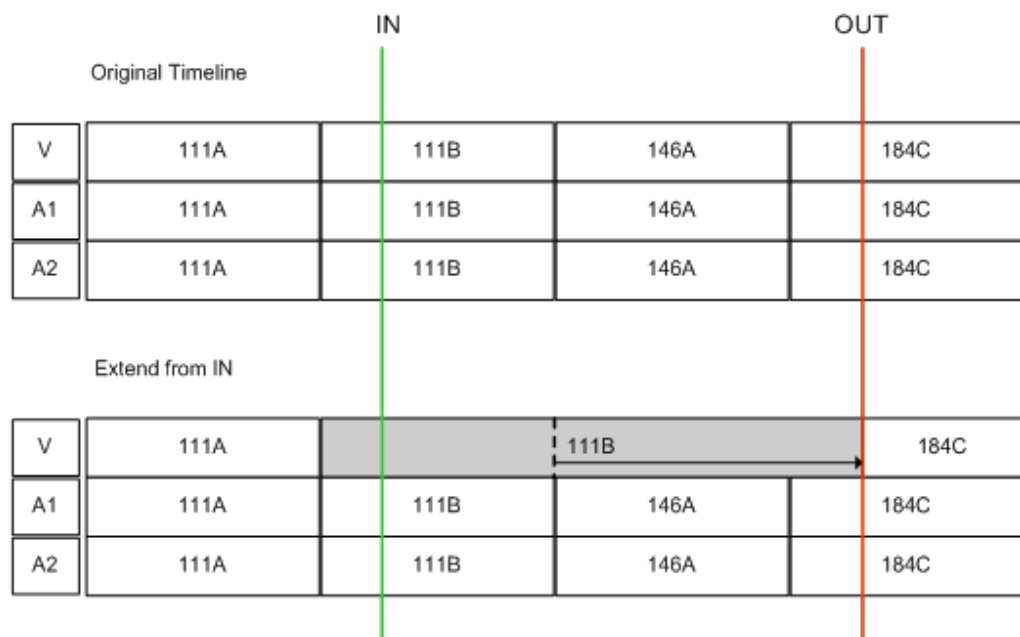 IN OUT
Original Timeline
V 111A 111B 146A 184C
A1 111A 111B 146A 184C
A2 111A 111B 146A 184C
Extend from IN
V 111A 111B 184C
A1 111A 111B 146A 184C
A2 111A 111B 146A 184C